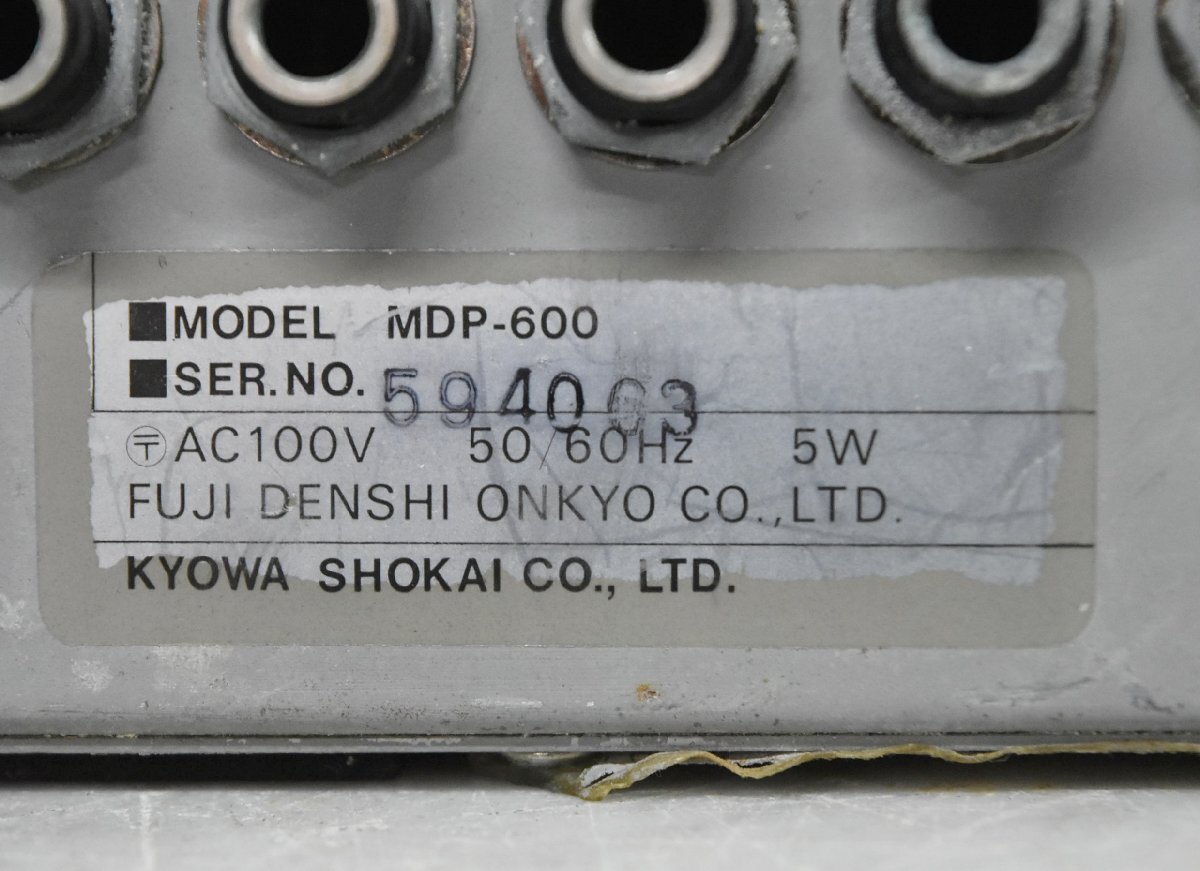 ■MODEL MDP-600
■SER.NO. 594063
〶AC100V 50/60Hz 5W
FUJI DENSHI ONKYO CO.,LTD.
KYOWA SHOKAI CO., LTD.